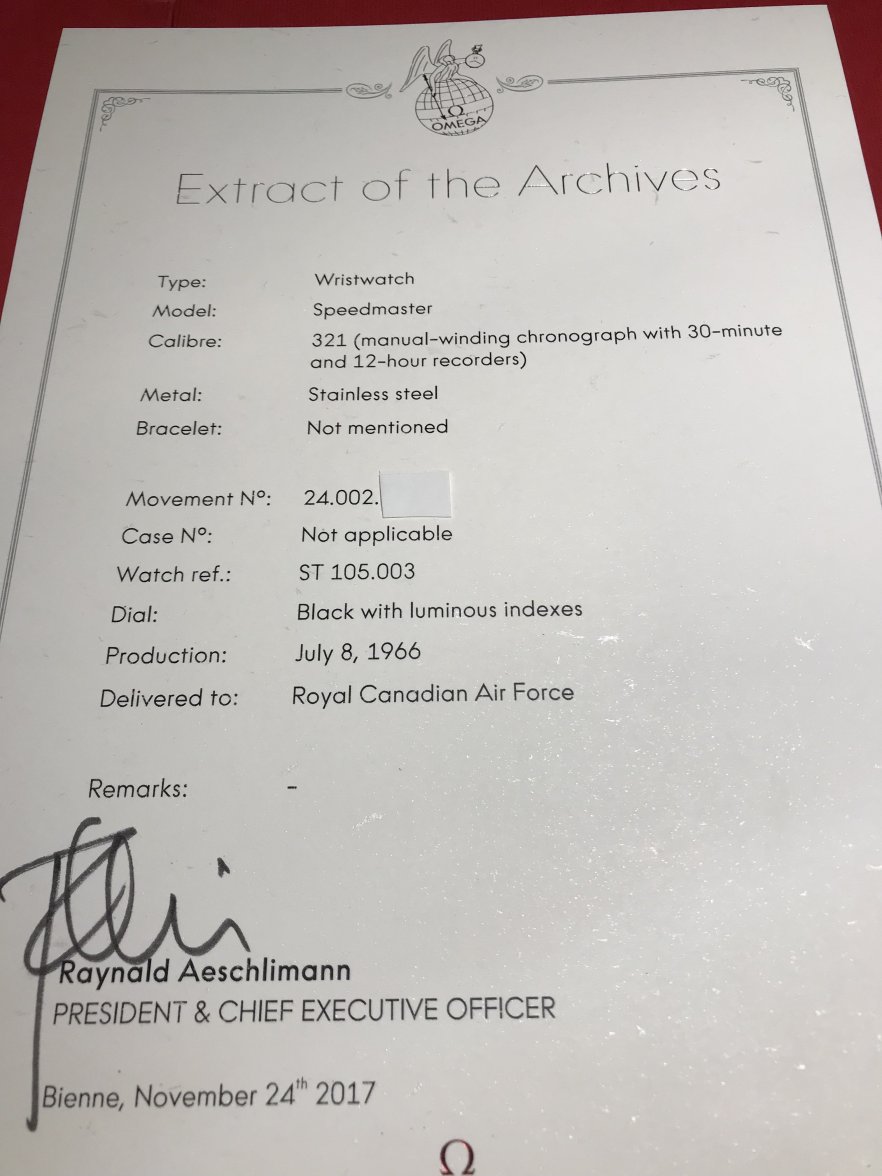 Ω
OMEGA
Extract of the Archives
Type: Wristwatch
Model: Speedmaster
Calibre: 321 (manual-winding chronograph with 30-minute
and 12-hour recorders)
Metal: Stainless steel
Bracelet: Not mentioned
Movement Nº: 24.002.
Case Nº: Not applicable
Watch ref.: ST 105.003
Dial: Black with luminous indexes
Production: July 8, 1966
Delivered to: Royal Canadian Air Force
Remarks: -
Raynald Aeschlimann
PRESIDENT & CHIEF EXECUTIVE OFFICER
Bienne, November 24th 2017
Ω